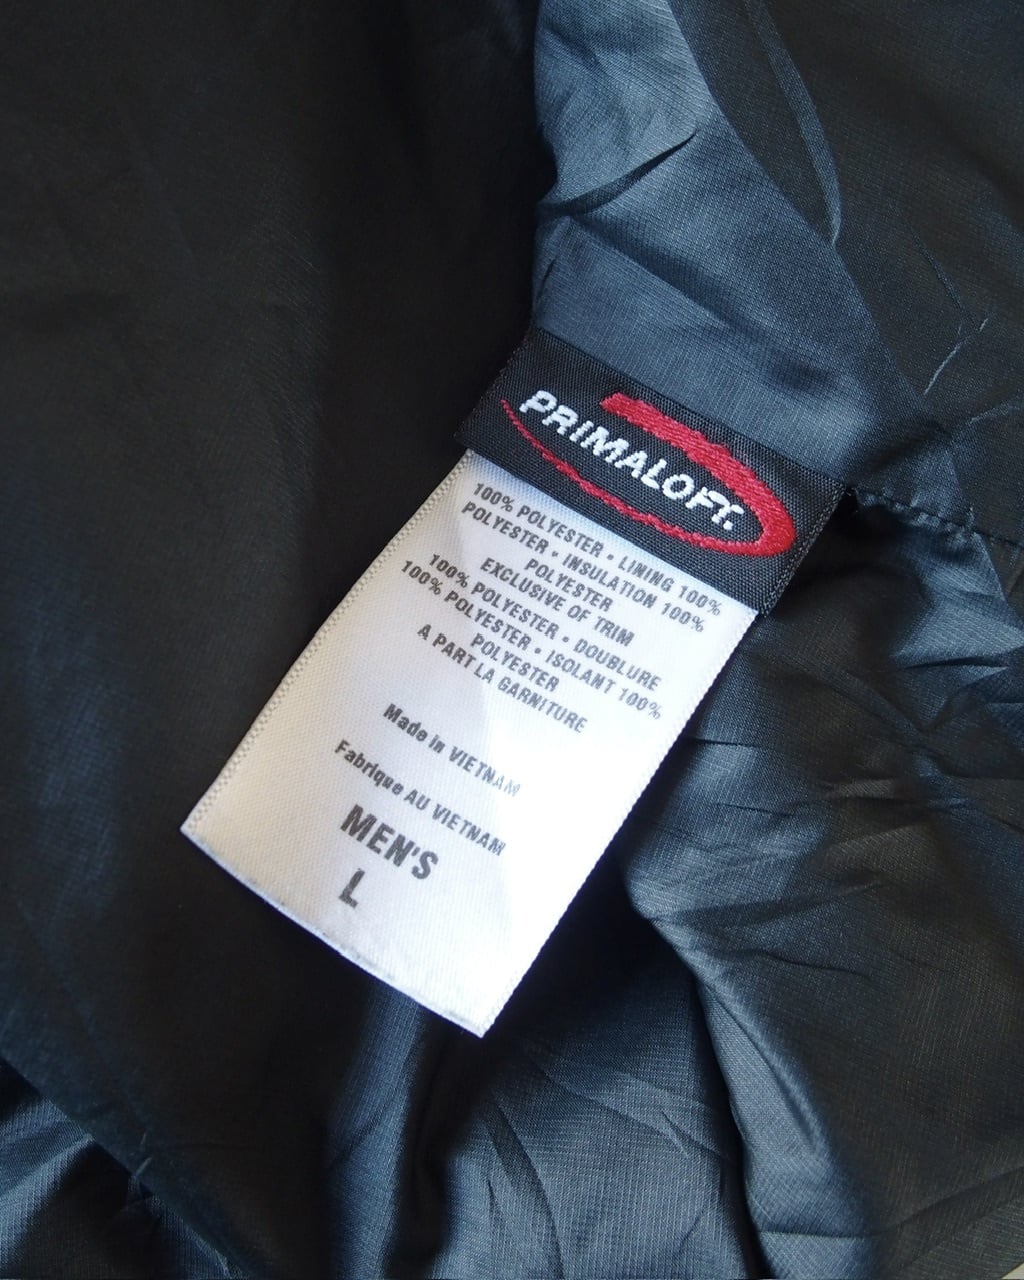 PRIMALOFT.
100% POLYESTER • LINING 100%
POLYESTER • INSULATION 100%
POLYESTER
EXCLUSIVE OF TRIM
100% POLYESTER • DOUBLURE
100% POLYESTER • ISOLANT 100%
POLYESTER
A PART LA GARNITURE
Made in VIETNAM
Fabrique AU VIETNAM
MEN'S
L